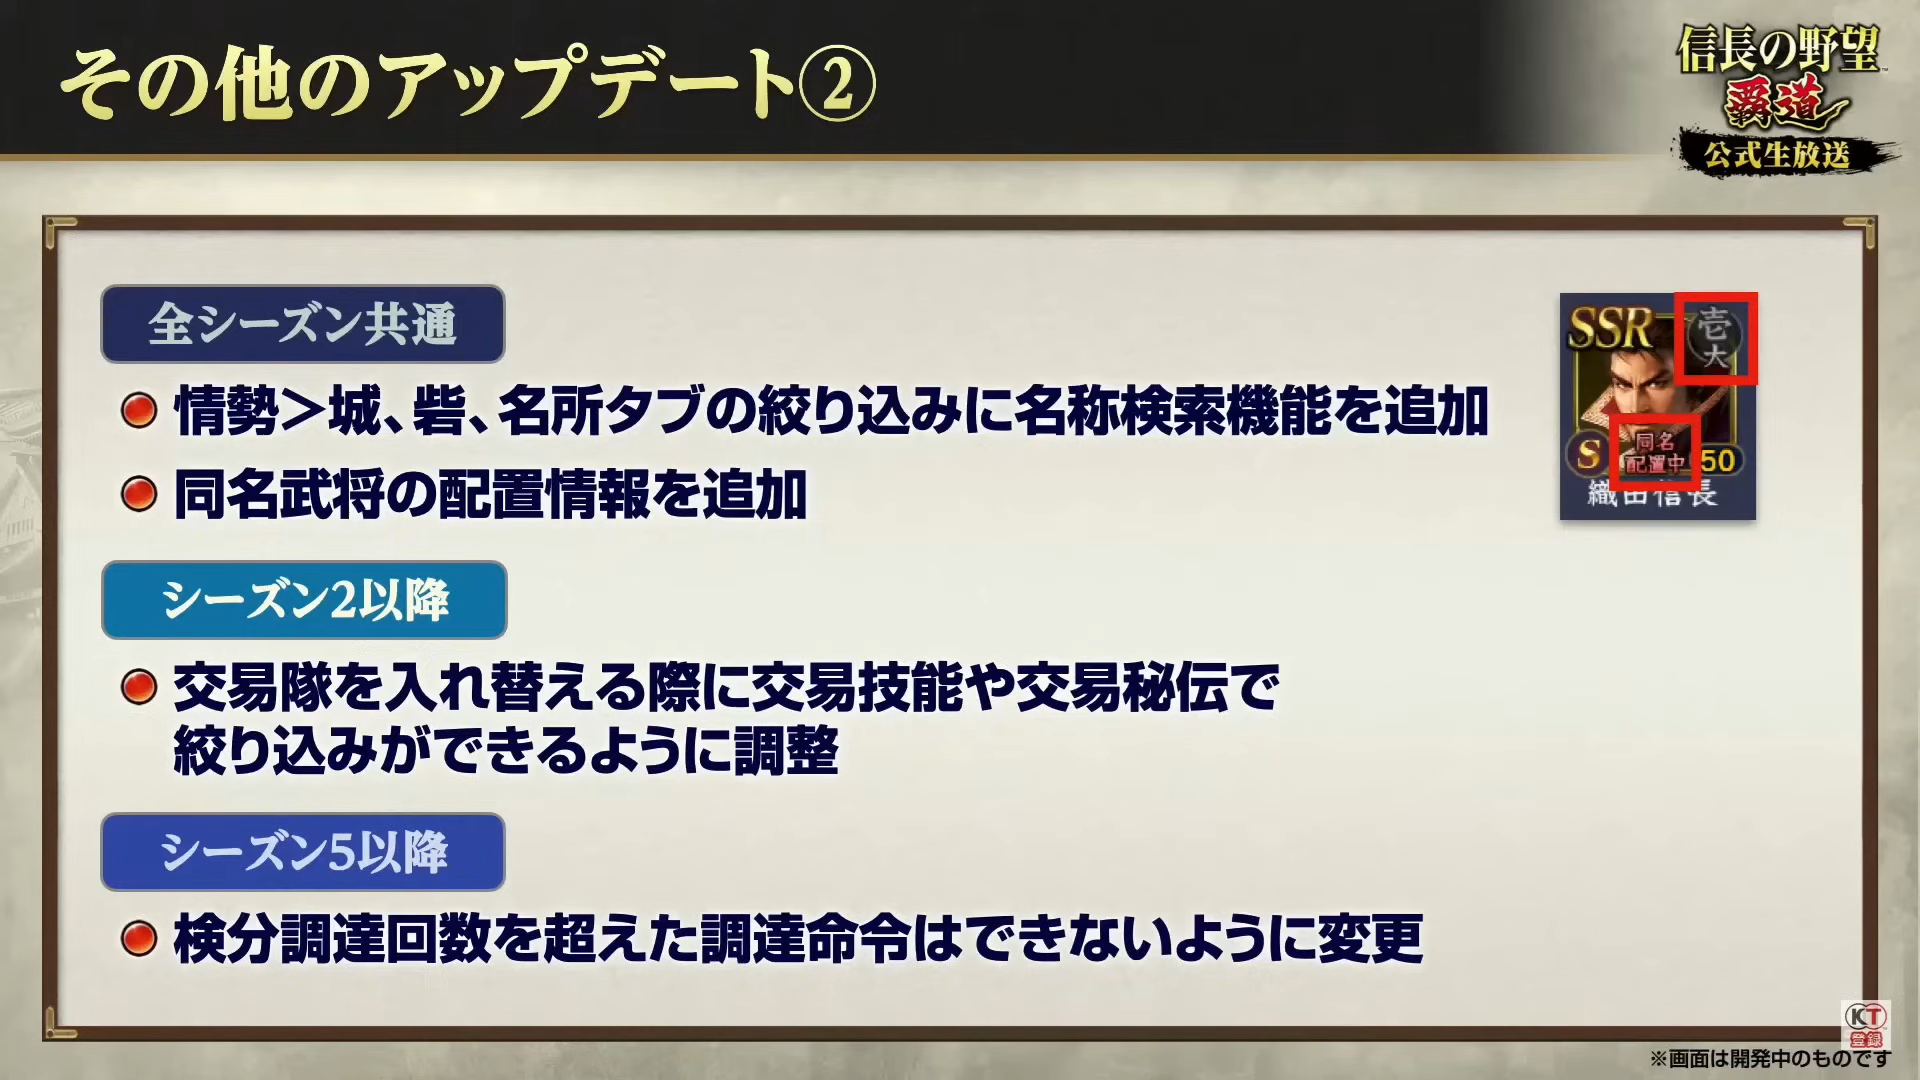 その他のアップデート②
信長の野望
覇道
公式生放送
全シーズン共通
情勢＞城、砦、名所タブの絞り込みに名称検索機能を追加
同名武将の配置情報を追加
SSR
壱
大
同名
配置中
S
50
織田信長
シーズン2以降
交易隊を入れ替える際に交易技能や交易秘伝で
絞り込みができるように調整
シーズン5以降
検分調達回数を超えた調達命令はできないように変更
KT
登録
※画面は開発中のものです